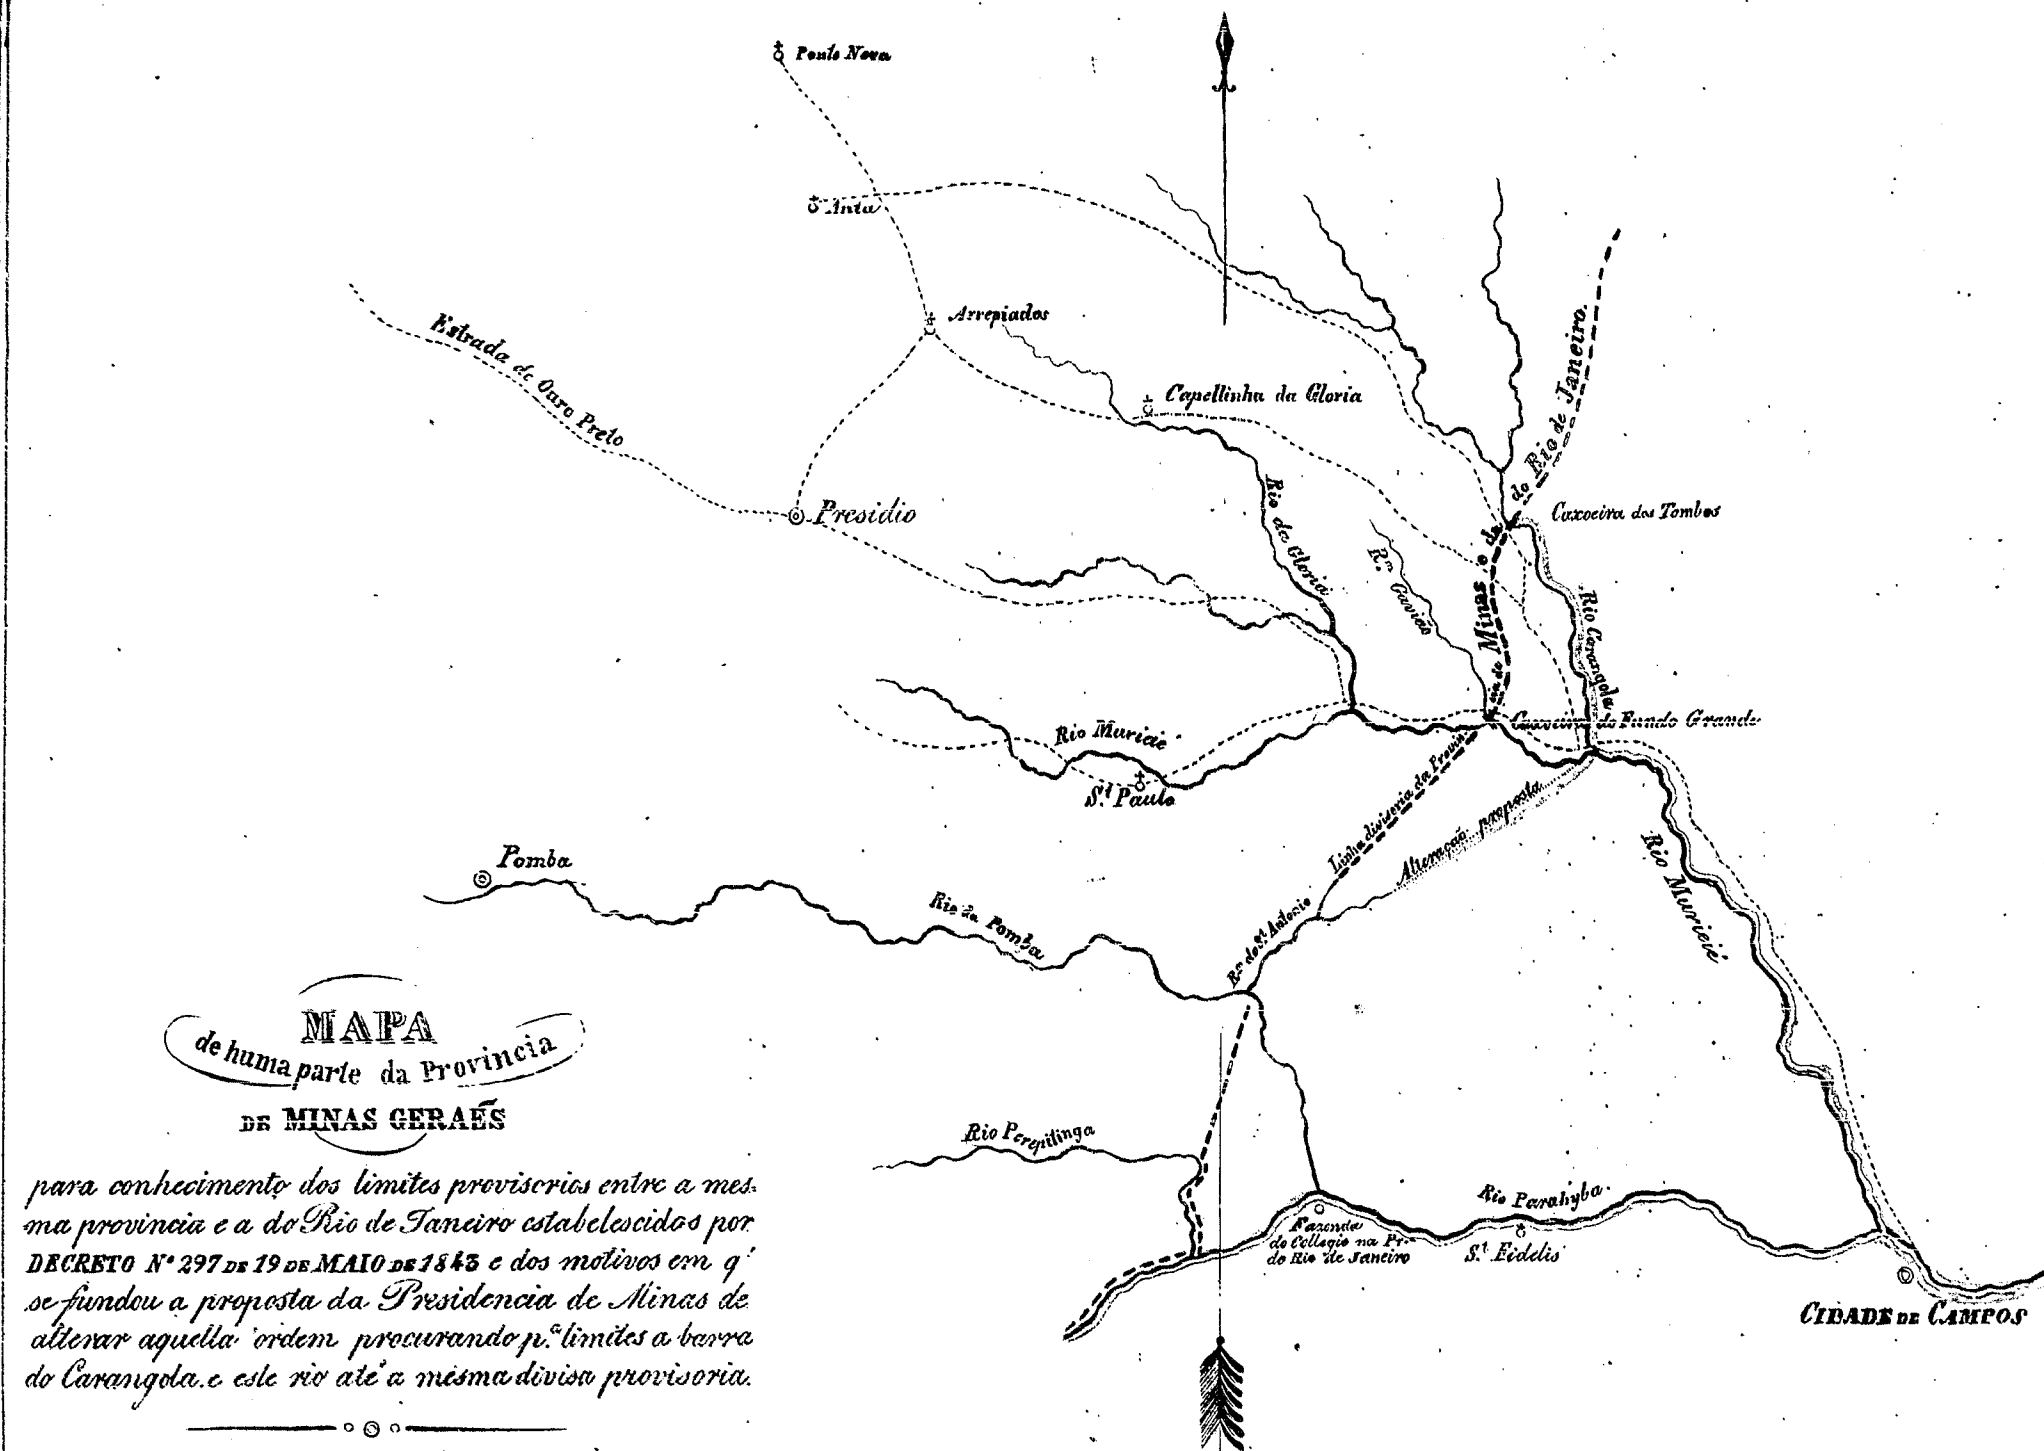 Ponte Nova
Anta
Arrepiados
Estrada de Ouro Preto
Capellinha da Gloria
Presidio
Rio da Gloria
R.m Gavião
Caxoeira dos Tombos
Rio Carangola
Linha divisoria da Provincia de Minas e da do Rio de Janeiro.
Caxoeira do Fundo Grande
Rio Muriaé
S.t Paulo
Alteração proposta
Rio Muriaé
Pomba
Rio da Pomba
R.m de S.t Antonio
MAPA
de huma parte da Provincia
DE MINAS GERAÉS
para conhecimento dos limites provisorios entre a mes-
ma provincia e a do Rio de Janeiro estabelescidos por
DECRETO Nº 297 DE 19 DE MAIO DE 1843 e dos motivos em q'
se fundou a proposta da Presidencia de Minas de
alterar aquella ordem procurando p.ª limites a barra
do Carangola. e este rio até a mesma divisa provisoria.
Rio Perepitinga
Rio Parahyba.
Fazenda
do Collegio na Pr.
do Rio de Janeiro
S.t Fidelis
CIDADE DE CAMPOS